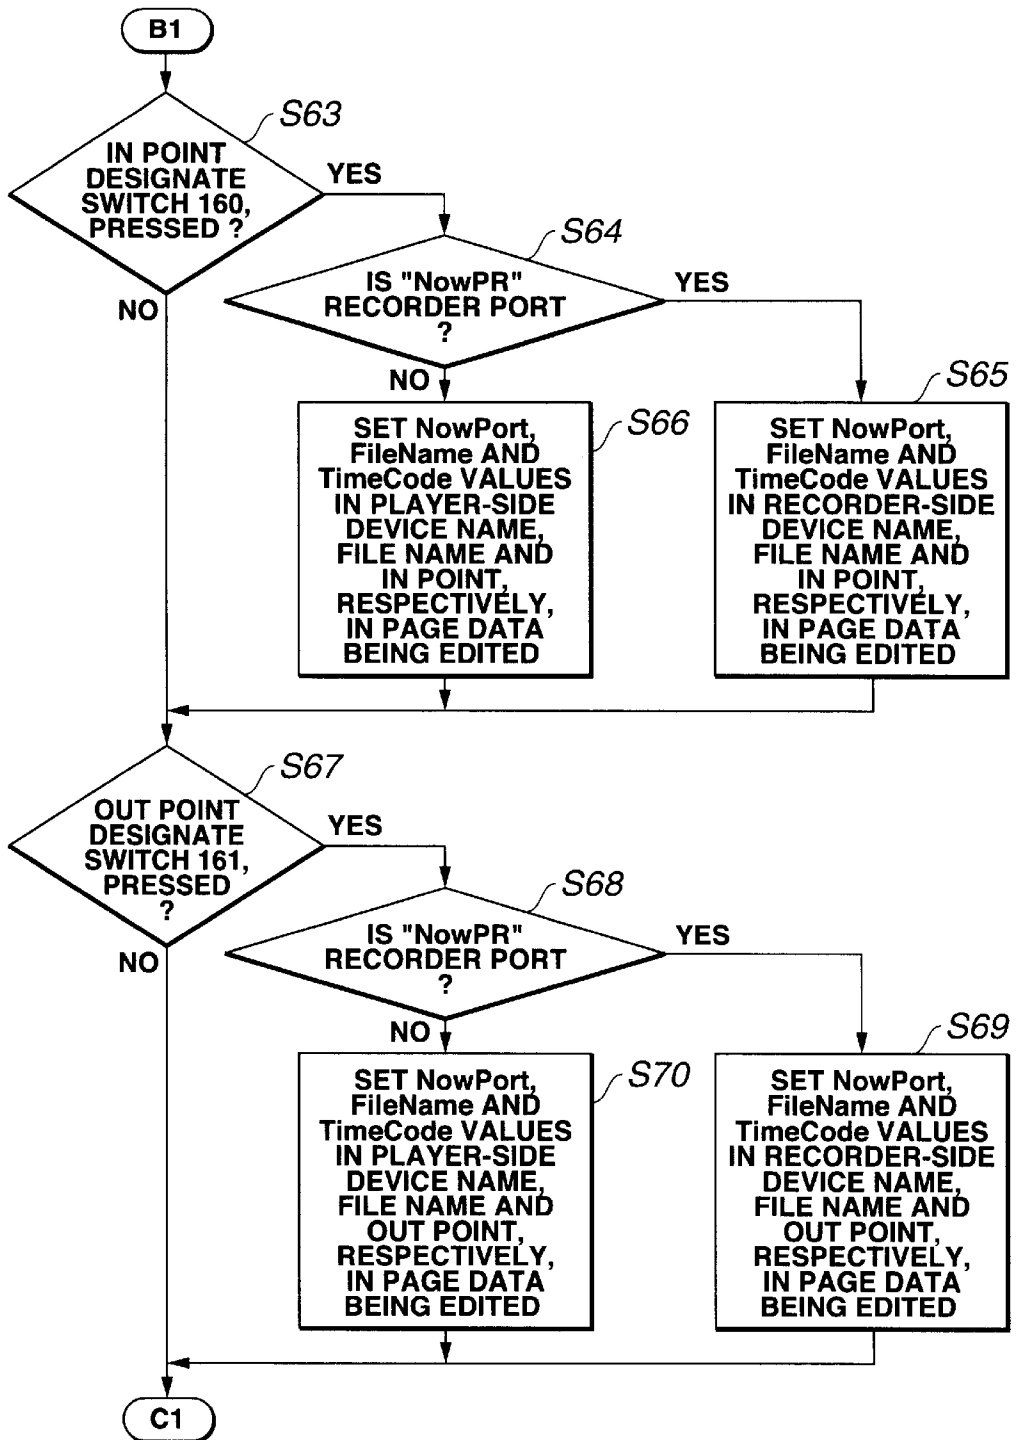 B1
S63
IN POINT
DESIGNATE
SWITCH 160,
PRESSED ?
YES
NO
S64
IS "NowPR"
RECORDER PORT
?
YES
NO
S65
SET NowPort,
FileName AND
TimeCode VALUES
IN RECORDER-SIDE
DEVICE NAME,
FILE NAME AND
IN POINT,
RESPECTIVELY,
IN PAGE DATA
BEING EDITED
S66
SET NowPort,
FileName AND
TimeCode VALUES
IN PLAYER-SIDE
DEVICE NAME,
FILE NAME AND
IN POINT,
RESPECTIVELY,
IN PAGE DATA
BEING EDITED
S67
OUT POINT
DESIGNATE
SWITCH 161,
PRESSED
?
YES
NO
S68
IS "NowPR"
RECORDER PORT
?
YES
NO
S69
SET NowPort,
FileName AND
TimeCode VALUES
IN RECORDER-SIDE
DEVICE NAME,
FILE NAME AND
OUT POINT,
RESPECTIVELY,
IN PAGE DATA
BEING EDITED
S70
SET NowPort,
FileName AND
TimeCode VALUES
IN PLAYER-SIDE
DEVICE NAME,
FILE NAME AND
OUT POINT,
RESPECTIVELY,
IN PAGE DATA
BEING EDITED
C1